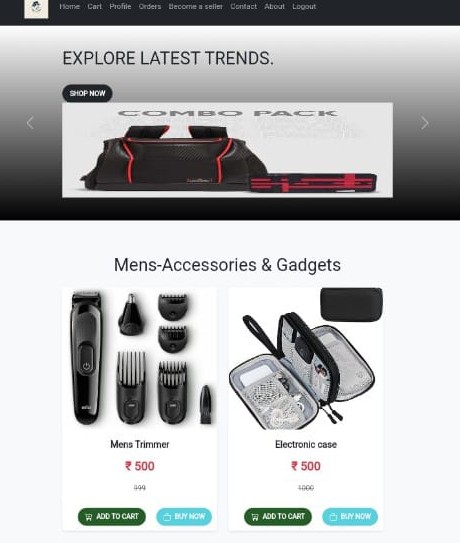 Home Cart Profile Orders Become a seller Contact About Logout
EXPLORE LATEST TRENDS.
SHOP NOW
COMBO PACK
Mens-Accessories & Gadgets
Mens Trimmer
₹ 500
999
ADD TO CART
BUY NOW
Electronic case
₹ 500
1000
ADD TO CART
BUY NOW